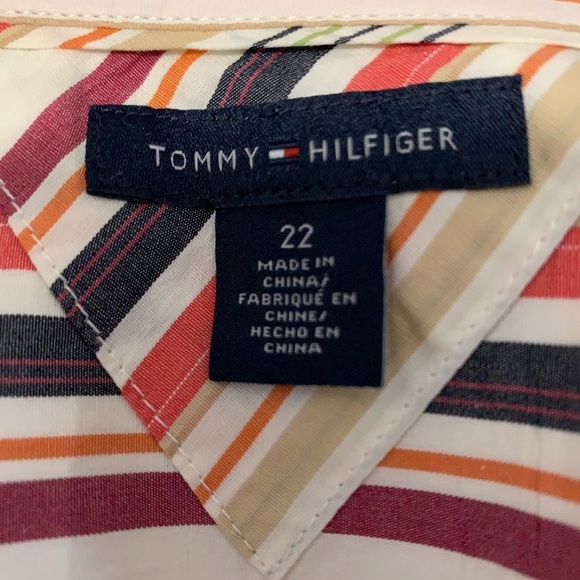 TOMMY HILFIGER
22
MADE IN
CHINA/
FABRIQUÉ EN
CHINE/
HECHO EN
CHINA